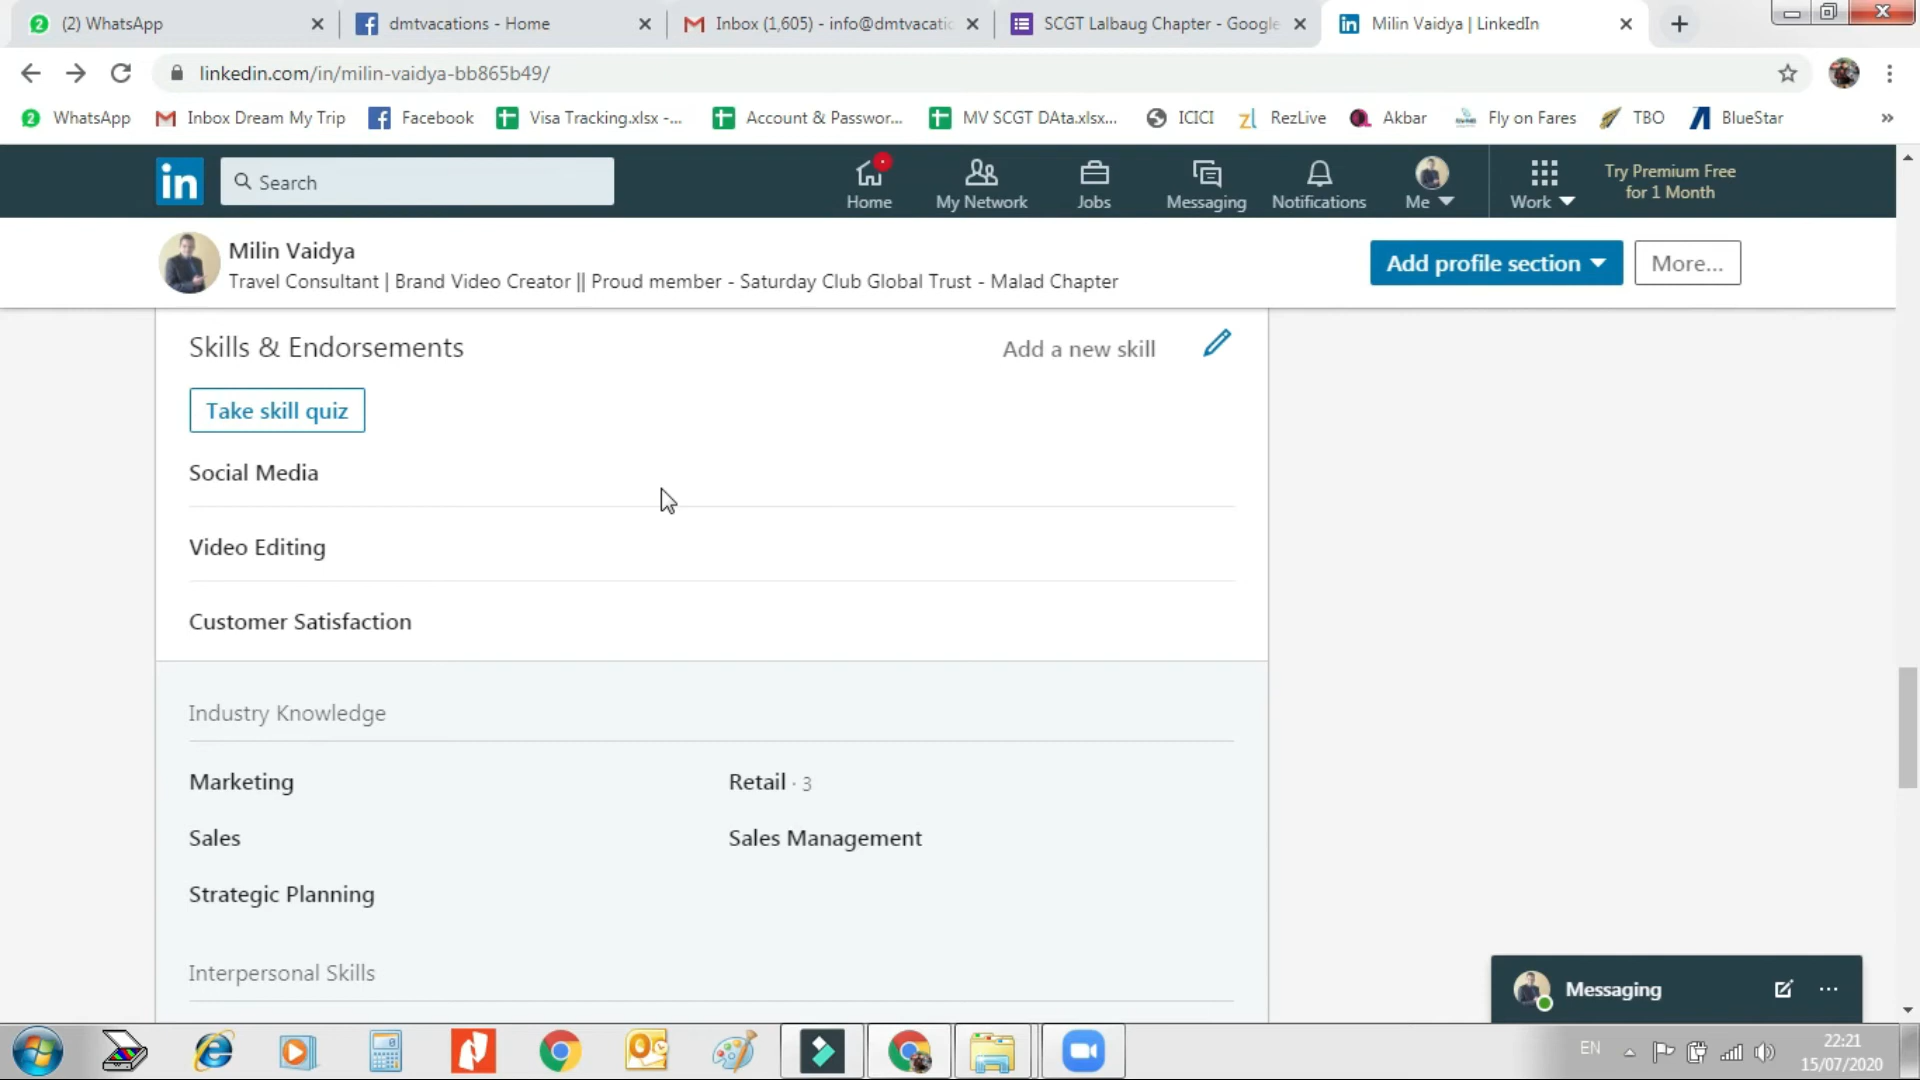 2 (2) WhatsApp
dmtvacations - Home
Inbox (1,605) - info@dmtvacatic
SCGT Lalbaug Chapter - Google
in Milin Vaidya | LinkedIn
linkedin.com/in/milin-vaidya-bb865b49/
2 WhatsApp
Inbox Dream My Trip
Facebook
Visa Tracking.xlsx -...
Account & Passwor...
MV SCGT DAta.xlsx...
ICICI
RezLive
Akbar
Fly on Fares
TBO
BlueStar
»
in
Search
Home
My Network
Jobs
Messaging
Notifications
Me
Work
Try Premium Free
for 1 Month
Milin Vaidya
Travel Consultant | Brand Video Creator || Proud member - Saturday Club Global Trust - Malad Chapter
Add profile section
More...
Skills & Endorsements
Add a new skill
Take skill quiz
Social Media
Video Editing
Customer Satisfaction
Industry Knowledge
Marketing
Retail · 3
Sales
Sales Management
Strategic Planning
Interpersonal Skills
Messaging
EN
22:21
15/07/2020